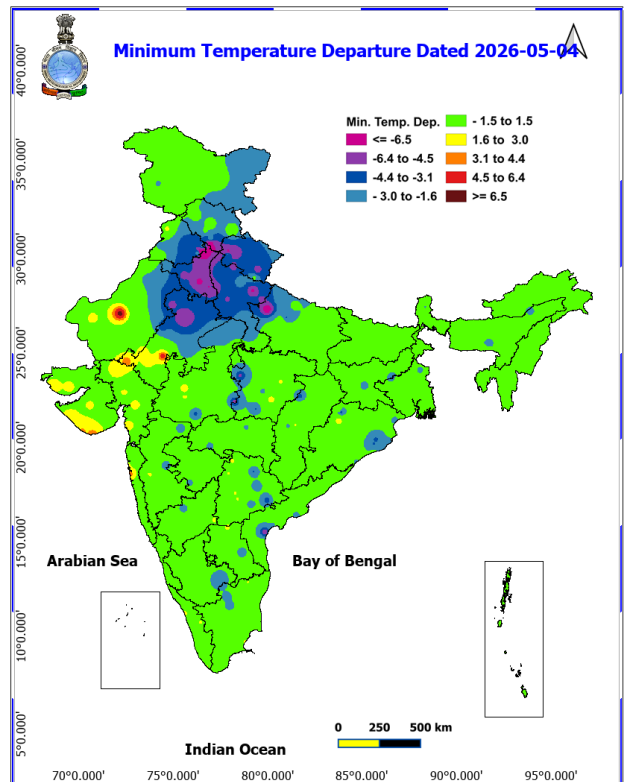 Minimum Temperature Departure Dated 2026-05-04
Min. Temp. Dep.
<= -6.5
-6.4 to -4.5
-4.4 to -3.1
- 3.0 to -1.6
- 1.5 to 1.5
1.6 to 3.0
3.1 to 4.4
4.5 to 6.4
>= 6.5
40°0.000'
35°0.000'
30°0.000'
25°0.000'
20°0.000'
15°0.000'
10°0.000'
5°0.000'
Arabian Sea
Bay of Bengal
Indian Ocean
0 250 500 km
70°0.000' 75°0.000' 80°0.000' 85°0.000' 90°0.000' 95°0.000'